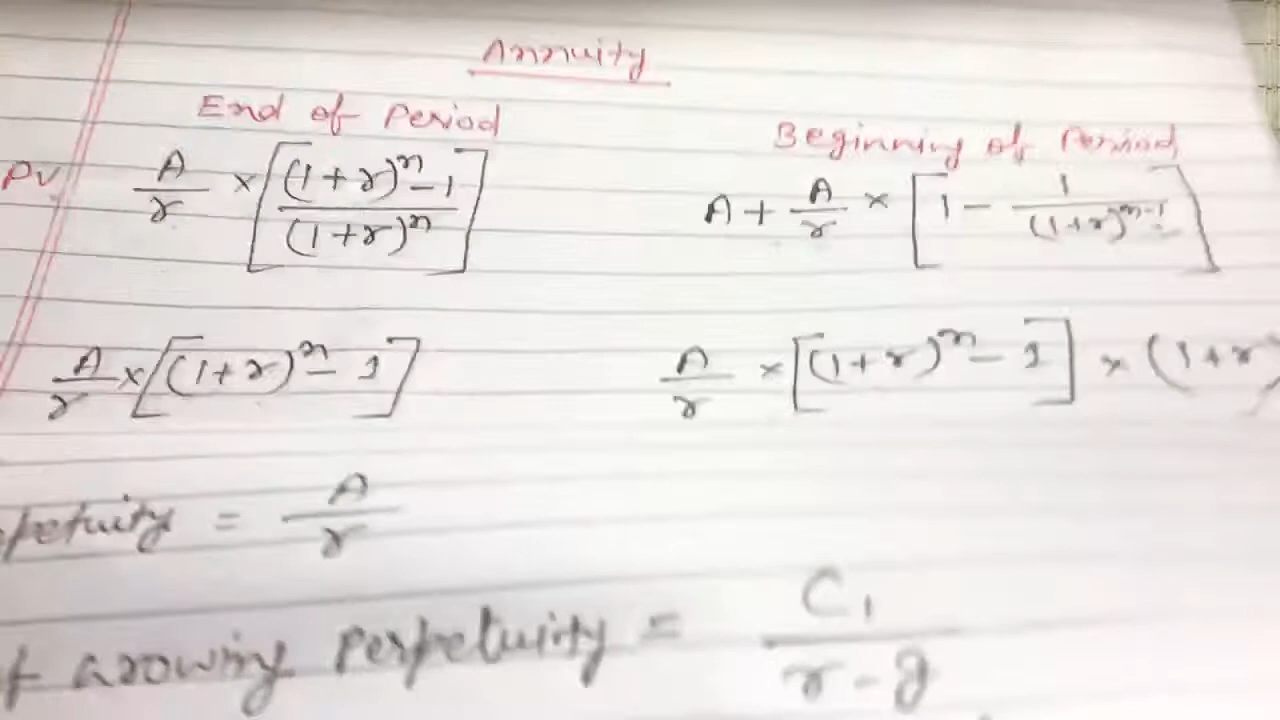 Annuity
End of Period Beginning of Period
PV A/r × [((1+r)^n - 1)/(1+r)^n] A + A/r × [1 - 1/(1+r)^(n-1)]
A/r × [(1+r)^n - 1] A/r × [(1+r)^n - 1] × (1+r)
petuity = A/r
f Growing Perpetuity = C₁/(r - g)